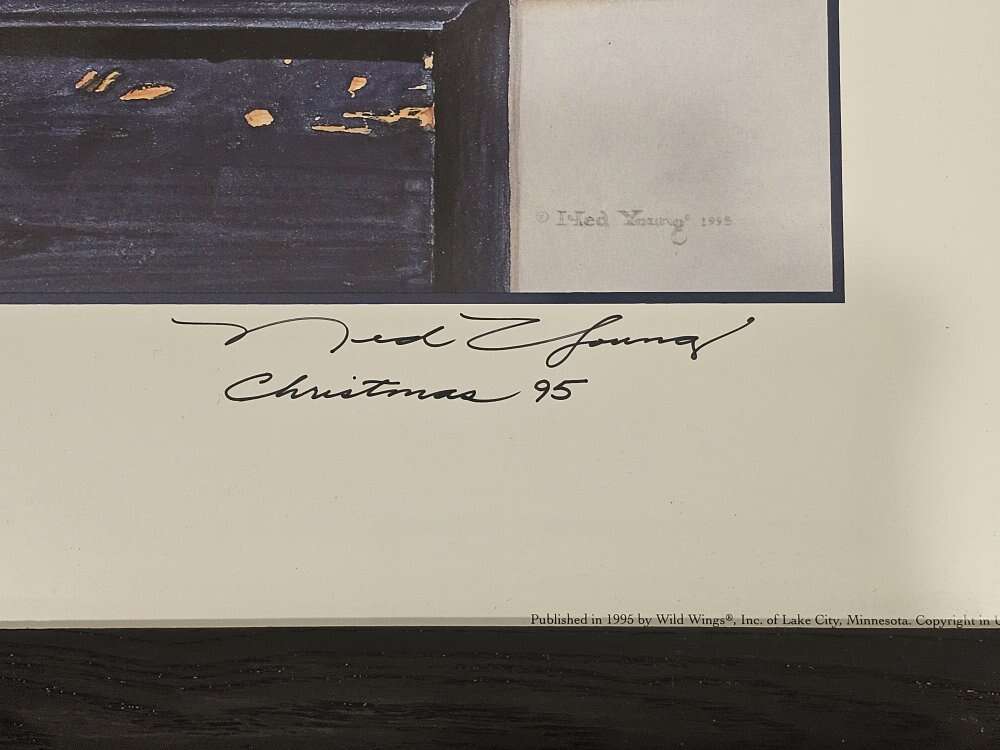 © Ned Young 1995
Ned Young
Christmas 95
Published in 1995 by Wild Wings®, Inc. of Lake City, Minnesota. Copyright in